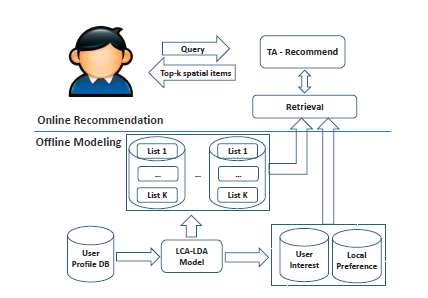 Query
Top-k spatial items
TA - Recommend
Retrieval
Online Recommendation
Offline Modeling
List 1
...
List K
...
List 1
...
List K
User
Profile DB
LCA-LDA
Model
User
Interest
Local
Preference